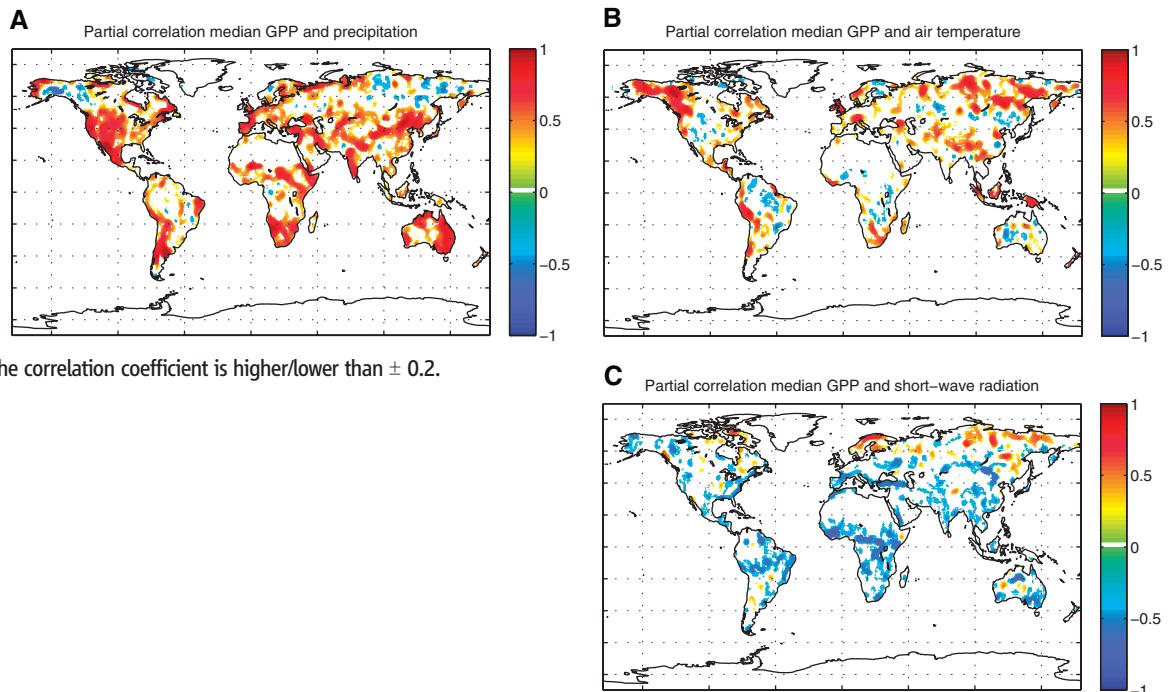 A
Partial correlation median GPP and precipitation
1
0.5
0
−0.5
−1
he correlation coefficient is higher/lower than ± 0.2.
B
Partial correlation median GPP and air temperature
1
0.5
0
−0.5
−1
C
Partial correlation median GPP and short−wave radiation
1
0.5
0
−0.5
−1